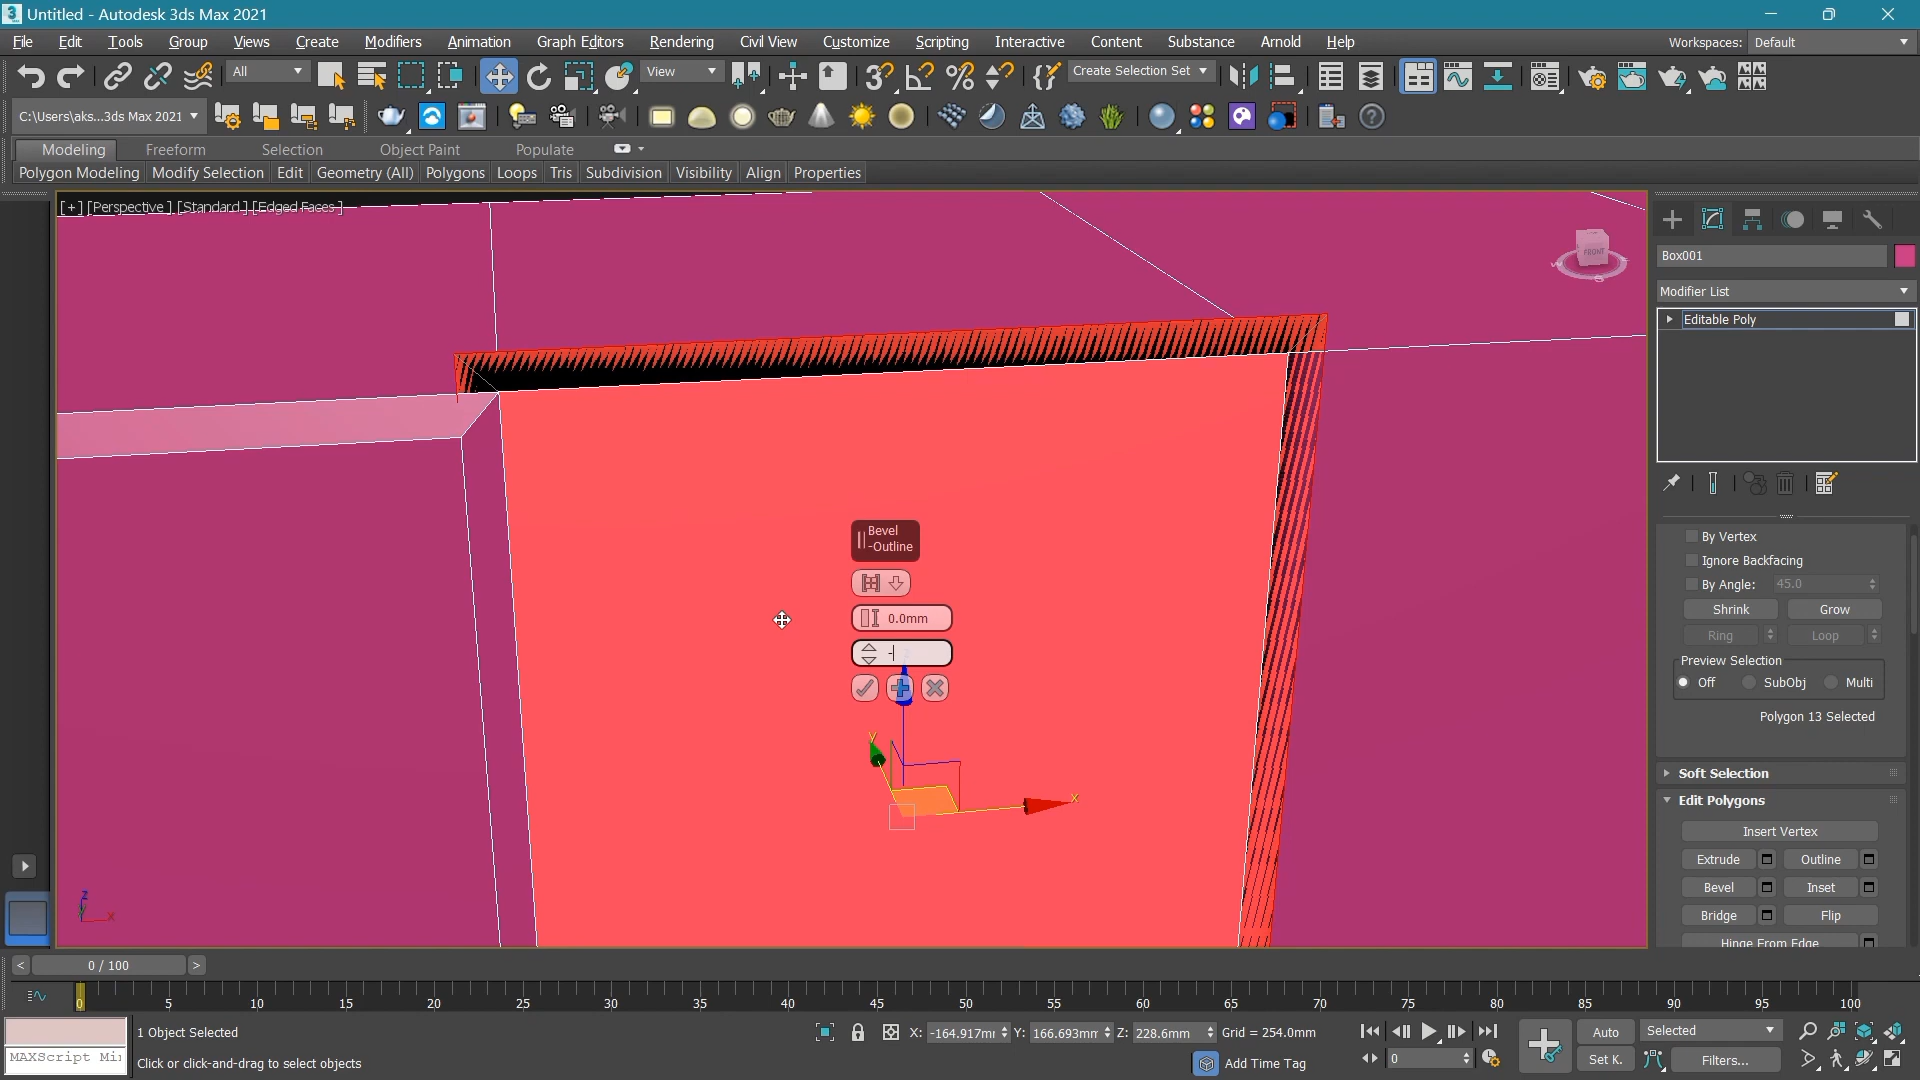 3 Untitled - Autodesk 3ds Max 2021
File Edit Tools Group Views Create Modifiers Animation Graph Editors Rendering Civil View Customize Scripting Interactive Content Substance Arnold Help Workspaces: Default
All View Create Selection Set
C:\Users\aks...3ds Max 2021
Modeling Freeform Selection Object Paint Populate
Polygon Modeling Modify Selection Edit Geometry (All) Polygons Loops Tris Subdivision Visibility Align Properties
[+] [Perspective ] [Standard ] [Edged Faces ]
FRONT
Box001
Modifier List
Editable Poly
By Vertex
Ignore Backfacing
By Angle: 45.0
Shrink Grow
Ring Loop
Preview Selection
Off SubObj Multi
Polygon 13 Selected
Soft Selection
Edit Polygons
Insert Vertex
Extrude Outline
Bevel Inset
Bridge Flip
Hinge From Edge
Bevel
-Outline
0.0mm
-
z
y
x
z
y
x
0 / 100
0 5 10 15 20 25 30 35 40 45 50 55 60 65 70 75 80 85 90 95 100
1 Object Selected
X: -164.917mm Y: 166.693mm Z: 228.6mm Grid = 254.0mm
Auto Selected
MAXScript Mi
Click or click-and-drag to select objects
Add Time Tag
0
Set K. Filters...